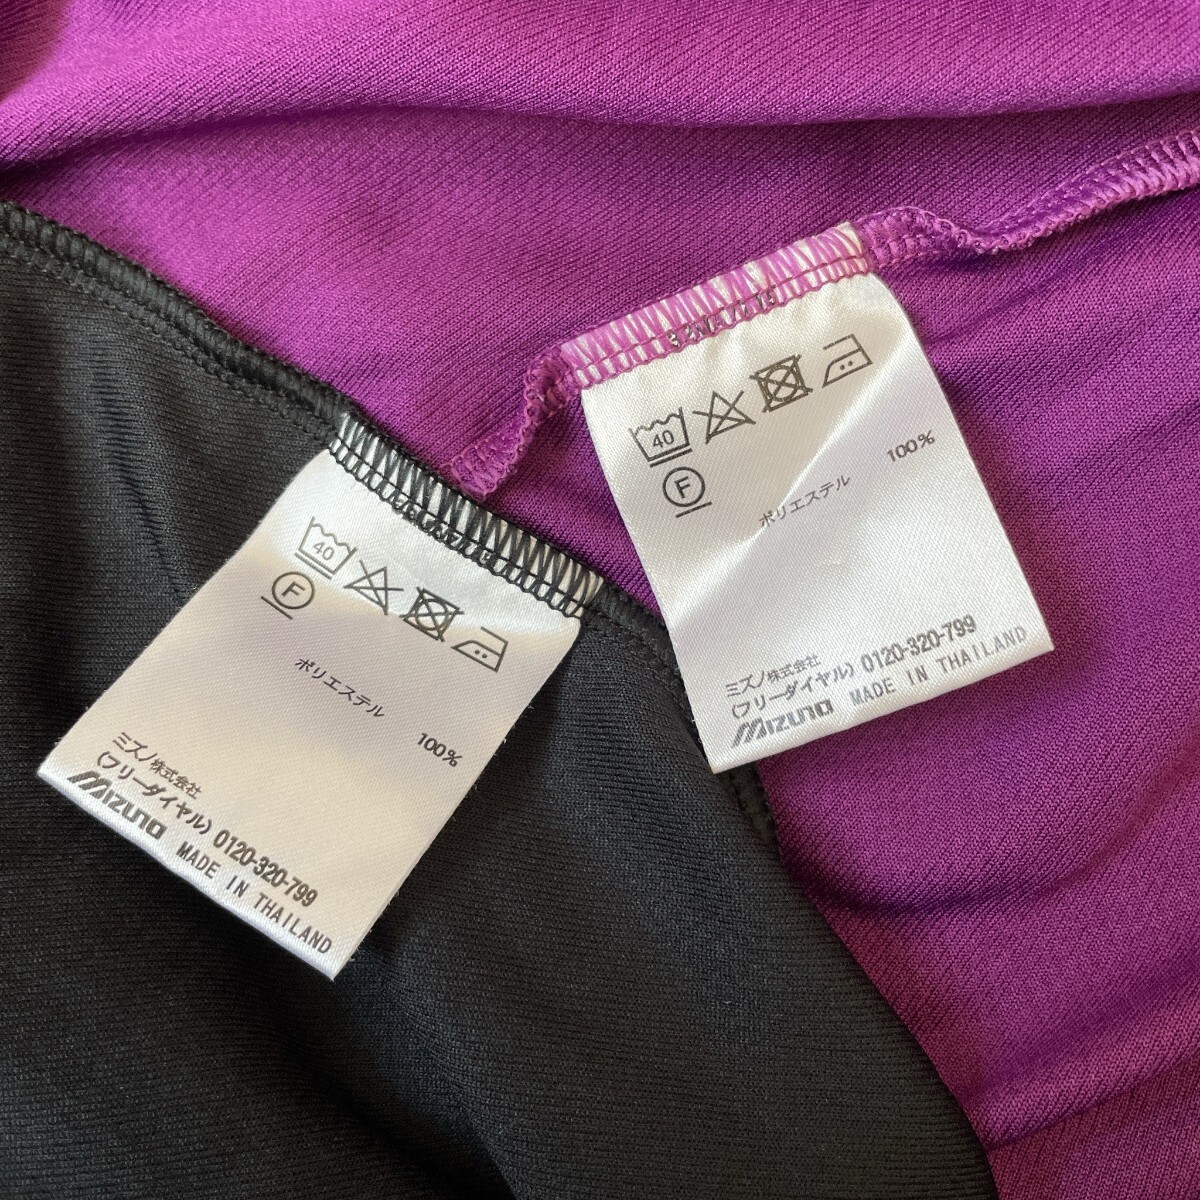 40
F
ポリエステル
100%
ミズノ株式会社
(フリーダイヤル) 0120-320-799
MIZUNO MADE IN THAILAND
40
F
ポリエステル
100%
ミズノ株式会社
(フリーダイヤル) 0120-320-799
MIZUNO MADE IN THAILAND